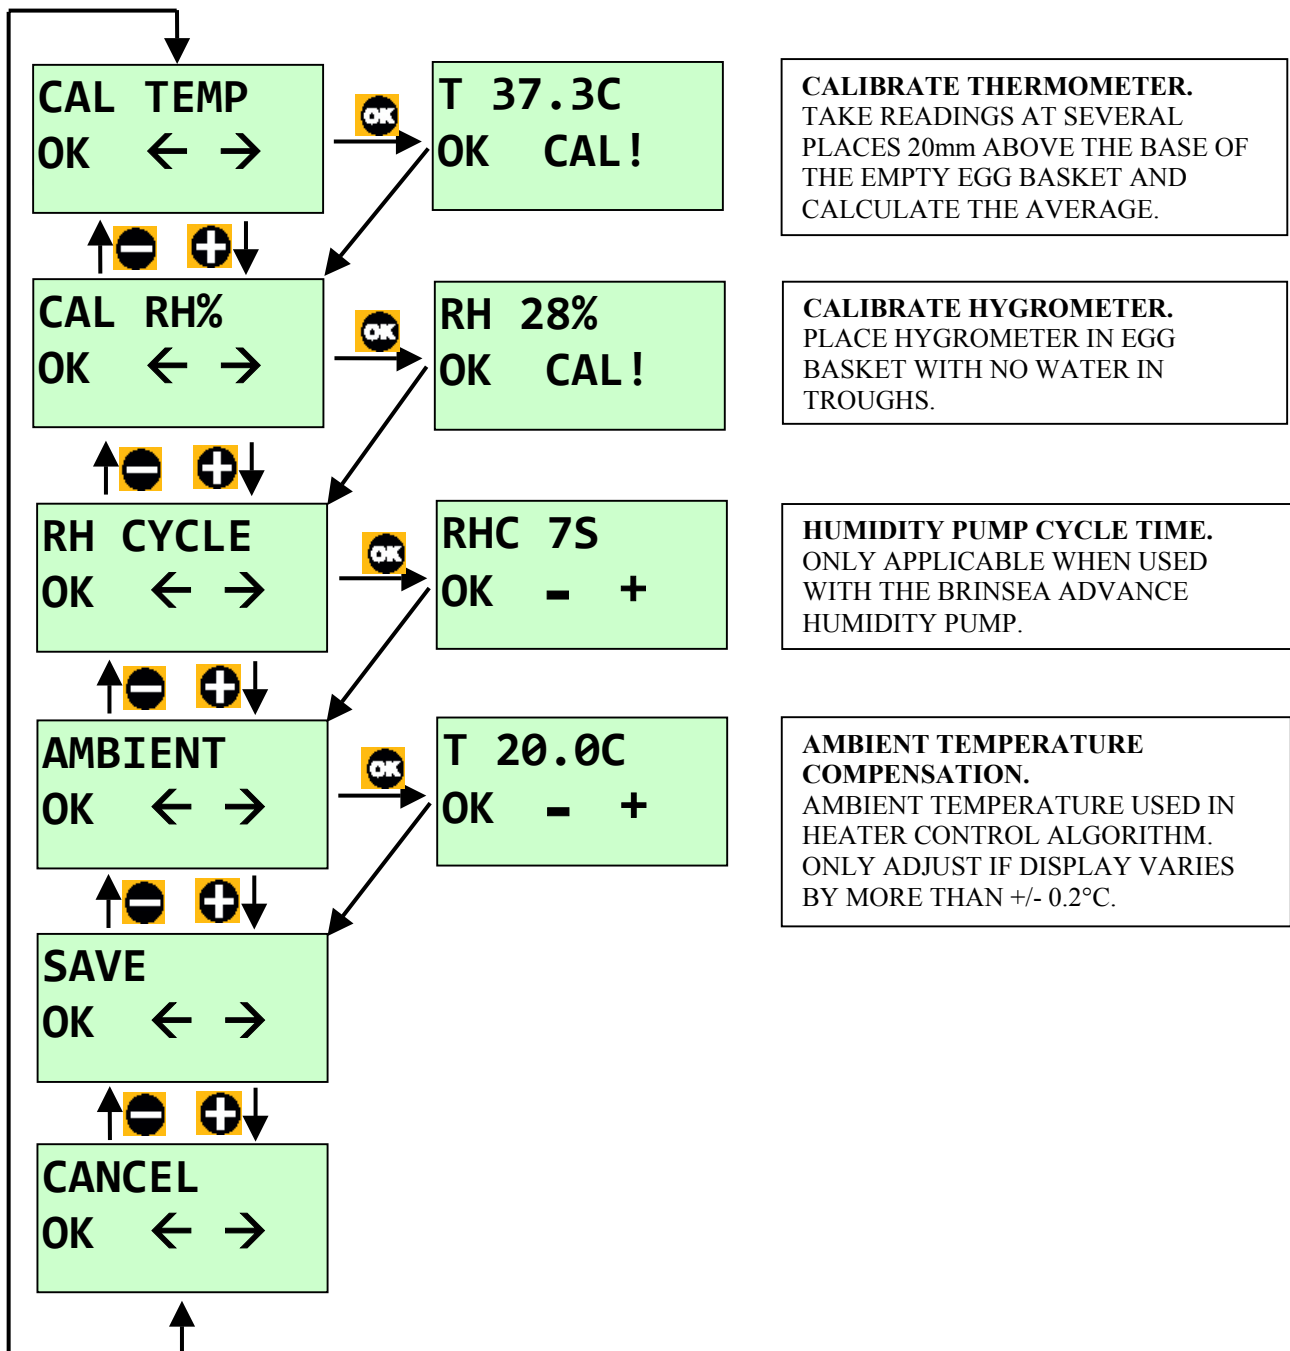 CAL TEMP
OK ← →
OK
T 37.3C
OK CAL!
CALIBRATE THERMOMETER.
TAKE READINGS AT SEVERAL
PLACES 20mm ABOVE THE BASE OF
THE EMPTY EGG BASKET AND
CALCULATE THE AVERAGE.
CAL RH%
OK ← →
OK
RH 28%
OK CAL!
CALIBRATE HYGROMETER.
PLACE HYGROMETER IN EGG
BASKET WITH NO WATER IN
TROUGHS.
RH CYCLE
OK ← →
OK
RHC 7S
OK - +
HUMIDITY PUMP CYCLE TIME.
ONLY APPLICABLE WHEN USED
WITH THE BRINSEA ADVANCE
HUMIDITY PUMP.
AMBIENT
OK ← →
OK
T 20.0C
OK - +
AMBIENT TEMPERATURE
COMPENSATION.
AMBIENT TEMPERATURE USED IN
HEATER CONTROL ALGORITHM.
ONLY ADJUST IF DISPLAY VARIES
BY MORE THAN +/- 0.2°C.
SAVE
OK ← →
CANCEL
OK ← →